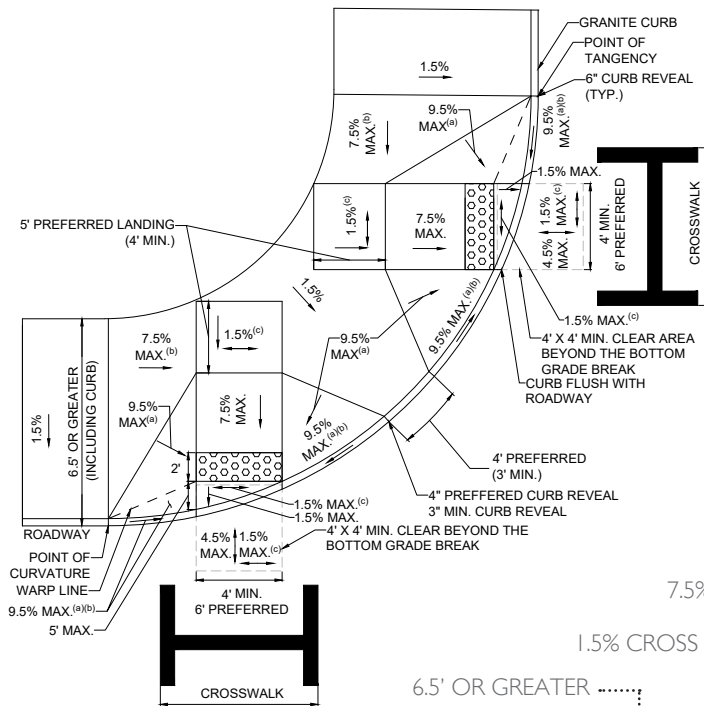 GRANITE CURB
POINT OF
TANGENCY
6" CURB REVEAL
(TYP.)
1.5%
9.5%
MAX(a)
7.5%
MAX.(b)
9.5%
MAX.(a)(b)
1.5% MAX.
5' PREFERRED LANDING
(4' MIN.)
1.5%(c)
7.5%
MAX.
1.5%
MAX.(c)
4.5%
MAX.
4' MIN.
6' PREFERRED
CROSSWALK
1.5%
1.5% MAX.(c)
4' X 4' MIN. CLEAR AREA
BEYOND THE BOTTOM
GRADE BREAK
CURB FLUSH WITH
ROADWAY
9.5%
MAX(a)
9.5% MAX.(a)(b)
7.5%
MAX.(b)
1.5%(c)
6.5' OR GREATER
(INCLUDING CURB)
1.5%
9.5%
MAX(a)
7.5%
MAX.
9.5%
MAX.(a)(b)
2'
4' PREFERRED
(3' MIN.)
4" PREFFERED CURB REVEAL
3" MIN. CURB REVEAL
1.5% MAX.(c)
1.5% MAX.
4' X 4' MIN. CLEAR BEYOND THE
BOTTOM GRADE BREAK
ROADWAY
POINT OF
CURVATURE
WARP LINE
9.5% MAX.(a)(b)
5' MAX.
4.5%
MAX.
1.5%
MAX.(c)
4' MIN.
6' PREFERRED
CROSSWALK
7.5%
1.5% CROSS
6.5' OR GREATER